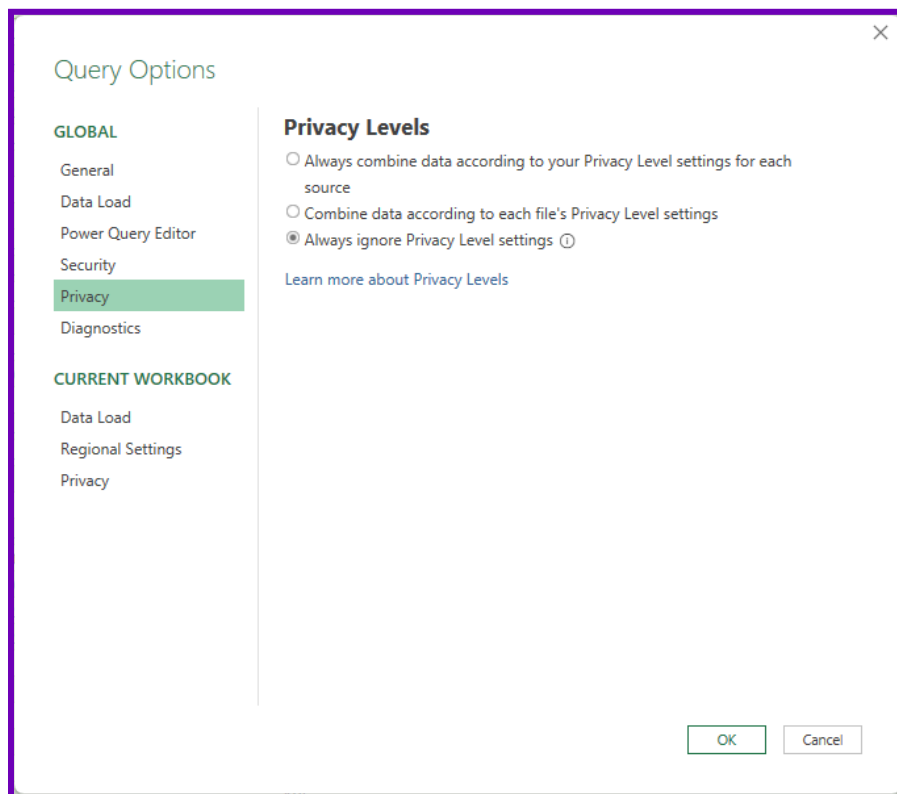 Query Options
GLOBAL
General
Data Load
Power Query Editor
Security
Privacy
Diagnostics
CURRENT WORKBOOK
Data Load
Regional Settings
Privacy
Privacy Levels
Always combine data according to your Privacy Level settings for each
source
Combine data according to each file's Privacy Level settings
Always ignore Privacy Level settings
Learn more about Privacy Levels
OK
Cancel